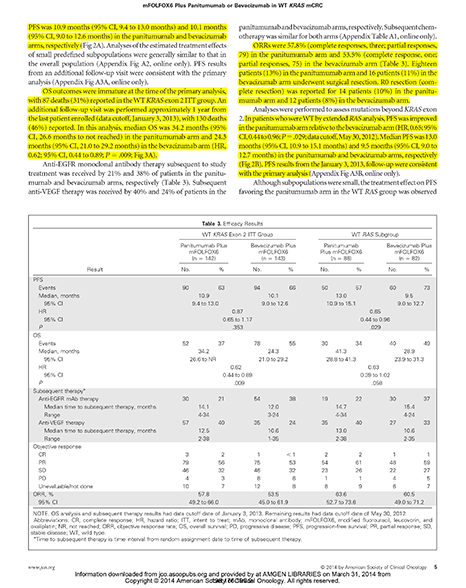 mFOLFOX6 Plus Panitumumab or Bevacizumab in WT KRAS mCRC
PFS was 10.9 months (95% CI, 9.4 to 13.0 months) and 10.1 months
(95% CI, 9.0 to 12.6 months) in the panitumumab and bevacizumab
arms, respectively (Fig 2A). Analyses of the estimated treatment effects
of small predefined subgroups were generally similar to that in
the overall population (Appendix Fig A2, online only). PFS results
from an additional follow-up visit were consistent with the primary
analysis (Appendix Fig A3A, online only).
OS outcomes were immature at the time of the primary analysis,
with 87 deaths (31%) reported in the WT KRAS exon 2 ITT group. An
additional follow-up was performed approximately 1 year from
the last patient enrolled (data cutoff, January 3, 2013), with 130 deaths
(46%) reported. In this analysis, median OS was 34.2 months (95%
CI, 26.6 months to not reached) in the panitumumab arm and 24.3
months (95% CI, 21.0 to 29.2 months) in the bevacizumab arm (HR,
0.62; 95% CI, 0.44 to 0.89; P = .009; Fig 3A).
Anti-EGFR monoclonal antibody therapy subsequent to study
treatment was received by 21% and 38% of patients in the panitumumab
and bevacizumab arms, respectively (Table 3). Subsequent
anti-VEGF therapy was received by 40% and 24% of patients in the
panitumumab and bevacizumab arms, respectively. Subsequent chemotherapy
was similar for both arms (Appendix Table A1, online only).
ORRs were 57.8% (complete responses, three; partial responses,
79) in the panitumumab arm and 53.5% (complete response, one;
partial responses, 75) in the bevacizumab arm (Table 3). Eighteen
patients (13%) in the panitumumab arm and 16 patients (11%) in the
bevacizumab arm underwent surgical resection. R0 resection (complete
resection) was reported for 14 patients (10%) in the panitumumab
arm and 12 patients (8%) in the bevacizumab arm.
Analyses were performed to assess mutations beyond KRAS exon
2. In patients who were WT by extended RAS analysis, PFS was improved
in the panitumumab arm relative to the bevacizumab arm (HR, 0.65; 95%
CI, 0.44 to 0.96; P = .029; data cutoff, May 30, 2012). Median PFS was 13.0
months (95% CI, 10.9 to 15.1 months) and 9.5 months (95% CI, 9.0 to
12.7 months) in the panitumumab and bevacizumab arms, respectively
(Fig 2B). PFS results from the January 3, 2013, follow-up were consistent
with the primary analysis (Appendix Fig A3B, online only).
Although subpopulations were small, the treatment effect on PFS
favoring the panitumumab arm in the WT RAS group was observed
Table 3. Efficacy Results
WT KRAS Exon 2 ITT Group WT RAS Subgroup
Panitumumab Plus mFOLFOX6 (n = 142) Bevacizumab Plus mFOLFOX6 (n = 143) Panitumumab Plus mFOLFOX6 (n = 88) Bevacizumab Plus mFOLFOX6 (n = 82)
Result No. % No. % No. % No. %
PFS
Events 90 63 94 66 50 57 60 73
Median, months 10.9 10.1 13.0 9.5
95% CI 9.4 to 13.0 9.0 to 12.6 10.9 to 15.1 9.0 to 12.7
HR 0.87 0.65
95% CI 0.65 to 1.17 0.44 to 0.96
P .353 .029
OS
Events 52 37 78 55 30 34 40 49
Median, months 34.2 24.3 41.3 28.9
95% CI 26.6 to NR 21.0 to 29.2 28.8 to 41.3 23.9 to 31.3
HR 0.62 0.63
95% CI 0.44 to 0.89 0.39 to 1.02
P .009 .058
Subsequent therapy*
Anti-EGFR mAb therapy 30 21 54 38 19 22 30 37
Median time to subsequent therapy, months 14.1 12.0 14.7 15.4
Range 4-34 3-24 4-34 4-24
Anti-VEGF therapy 57 40 35 24 35 40 27 33
Median time to subsequent therapy, months 12.5 10.6 13.0 10.6
Range 2-38 1-35 2-38 2-35
Objective response
CR 3 2 1 <1 2 2 1 1
PR 79 56 75 53 54 61 48 59
SD 46 32 46 32 23 26 22 27
PD 4 3 8 6 1 1 4 5
Unevaluable/not done 10 7 12 8 8 9 6 7
ORR, % 57.8 53.5 63.6 60.5
95% CI 49.2 to 66.0 45.0 to 61.9 52.7 to 73.6 49.0 to 71.2
NOTE. OS analysis and subsequent therapy results had data cutoff date of January 3, 2013. Remaining results had data cutoff date of May 30, 2012.
Abbreviations: CR, complete response; HR, hazard ratio; ITT, intent to treat; mAb, monoclonal antibody; mFOLFOX6, modified fluorouracil, leucovorin, and
oxaliplatin; NR, not reached; ORR, objective response rate; OS, overall survival; PD, progressive disease; PFS, progression-free survival; PR, partial response; SD,
stable disease; WT, wild type.
*Time to subsequent therapy is time interval from random assignment date to time of subsequent therapy.
www.jco.org © 2014 by American Society of Clinical Oncology 5
Information downloaded from jco.ascopubs.org and provided by at AMGEN LIBRARIES on March 31, 2014 from
Copyright © 2014 American Society of Clinical Oncology. All rights reserved.